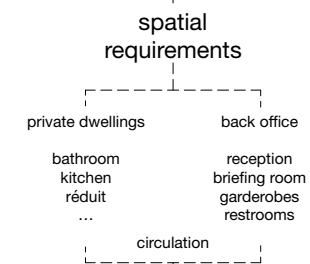 spatial
requirements
private dwellings
bathroom
kitchen
réduit
…
back office
reception
briefing room
garderobes
restrooms
circulation